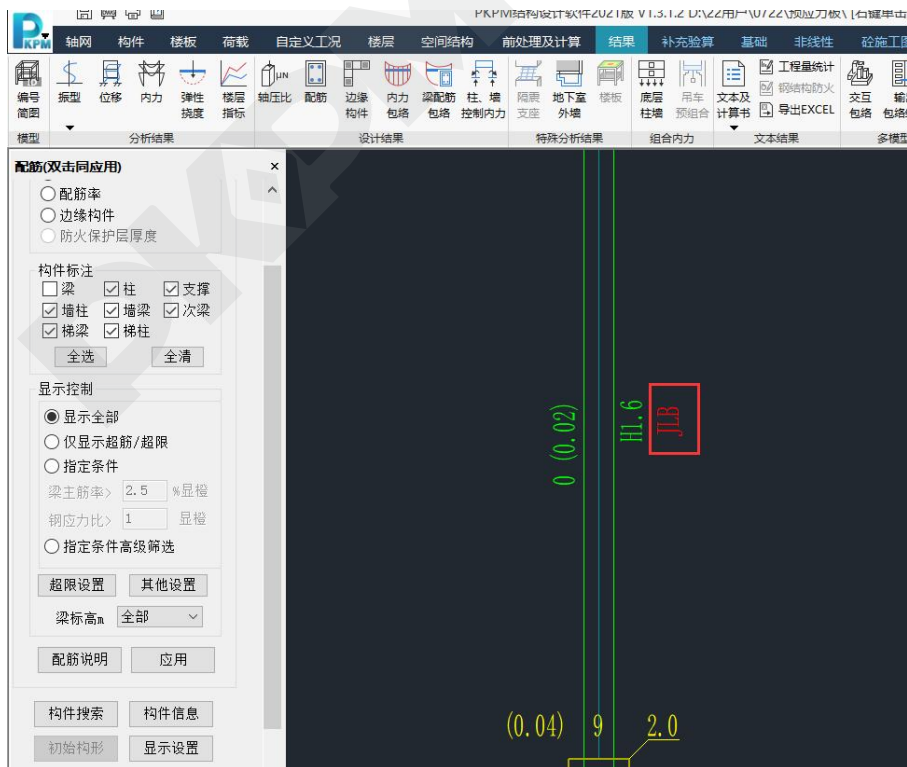 PKPM结构设计软件2021版 V1.3.1.2 D:\22用户\0722\预应力板\ [右键单击
PKPM 轴网 构件 楼板 荷载 自定义工况 楼层 空间结构 前处理及计算 结果 补充验算 基础 非线性 砼施工图
编号简图 振型 位移 内力 弹性挠度 楼层指标 轴压比 配筋 边缘构件 内力包络 梁配筋包络 柱、墙控制内力 隔震支座 地下室外墙 楼板 底层柱墙 吊车预组合 文本及计算书 工程量统计 钢结构防火 导出EXCEL 交互包络
模型 分析结果 设计结果 特殊分析结果 组合内力 文本结果 多模型
配筋(双击同应用) ×
配筋率
边缘构件
防火保护层厚度
构件标注
梁 柱 支撑
墙柱 墙梁 次梁
梯梁 梯柱
全选 全清
显示控制
显示全部
仅显示超筋/超限
指定条件
梁主筋率> 2.5 %显橙
钢应力比> 1 显橙
指定条件高级筛选
超限设置 其他设置
梁标高m 全部
配筋说明 应用
构件搜索 构件信息
初始构形 显示设置
0 (0.02)
H1.6
JLB
(0.04) 9 2.0